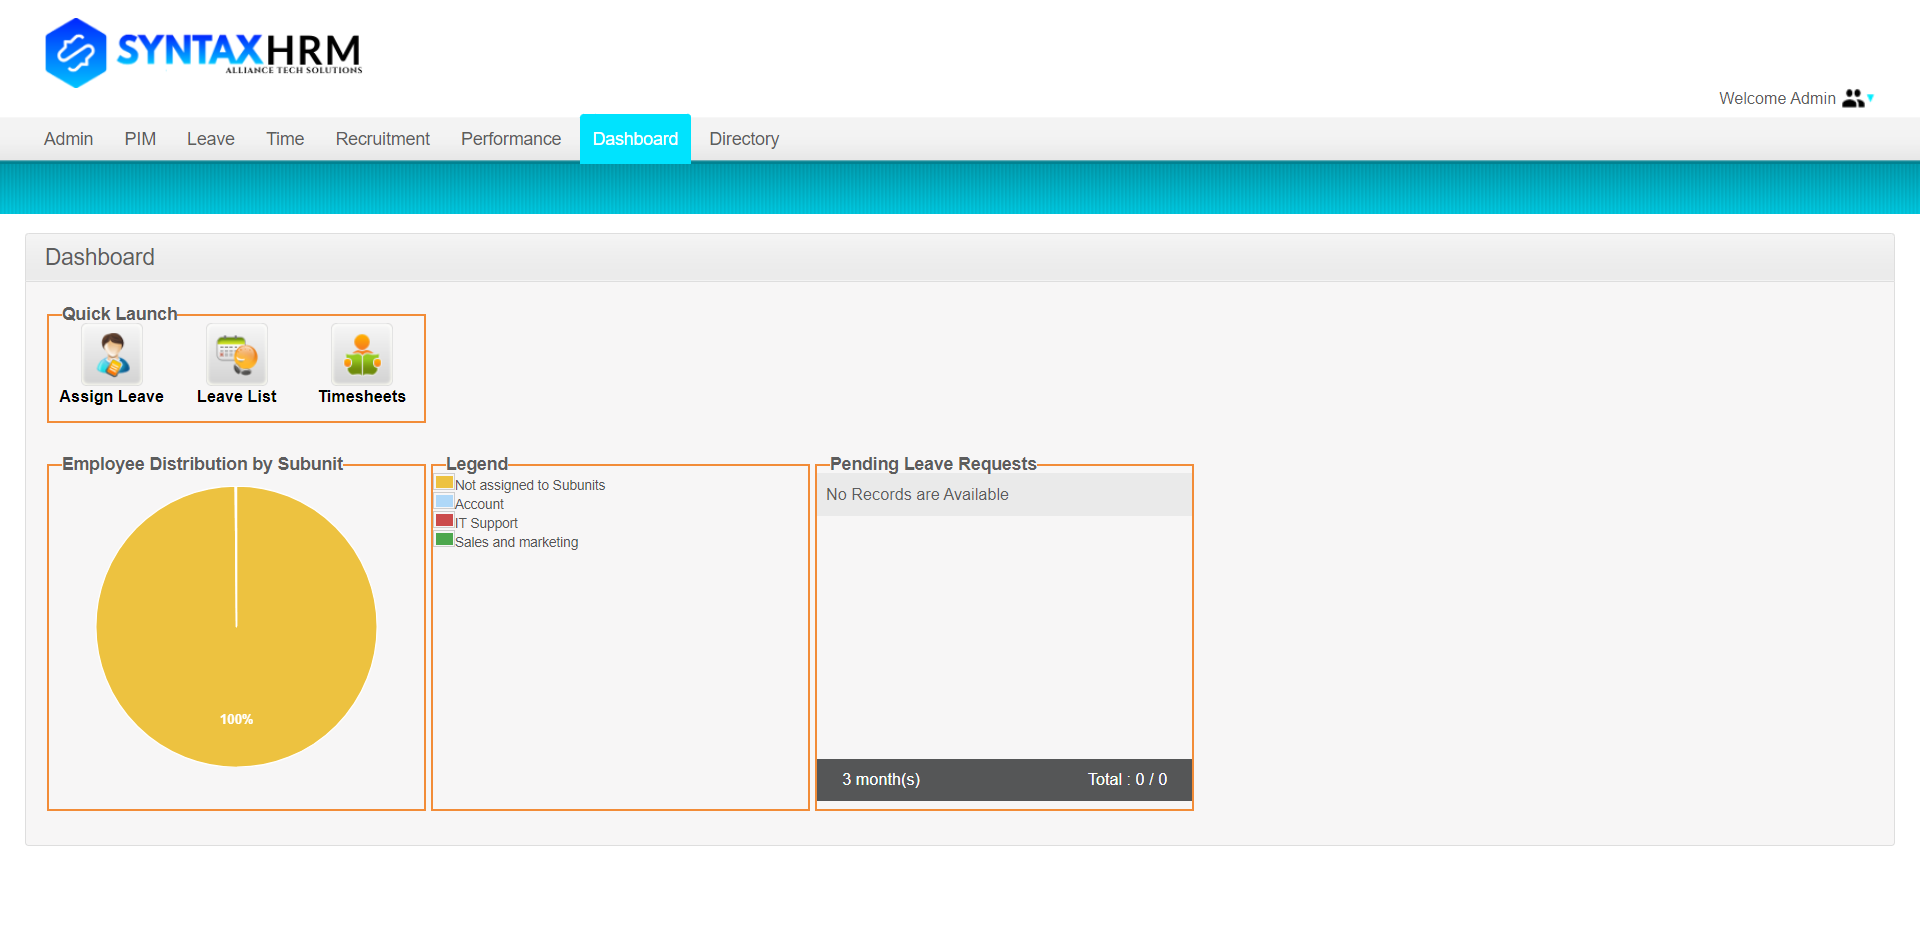 SYNTAXHRM
ALLIANCE TECH SOLUTIONS
Welcome Admin
Admin PIM Leave Time Recruitment Performance Dashboard Directory
Dashboard
Quick Launch
Assign Leave Leave List Timesheets
Employee Distribution by Subunit
100%
Legend
Not assigned to Subunits
Account
IT Support
Sales and marketing
Pending Leave Requests
No Records are Available
3 month(s) Total : 0 / 0